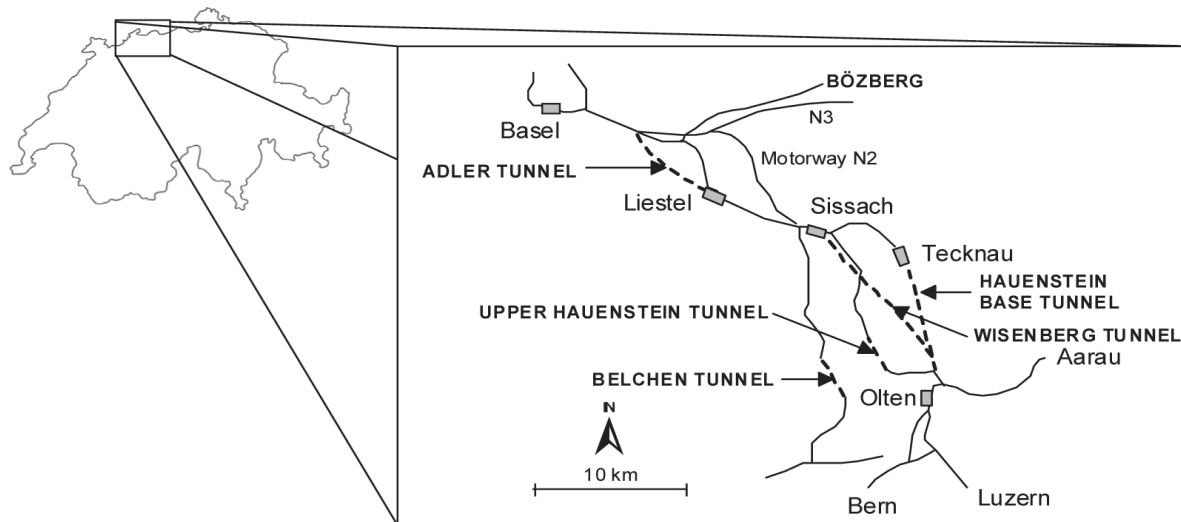 BÖZBERG
N3
Basel
Motorway N2
ADLER TUNNEL
Liestel
Sissach
Tecknau
HAUENSTEIN
BASE TUNNEL
UPPER HAUENSTEIN TUNNEL
WISENBERG TUNNEL
Aarau
BELCHEN TUNNEL
Olten
N
10 km
Bern
Luzern